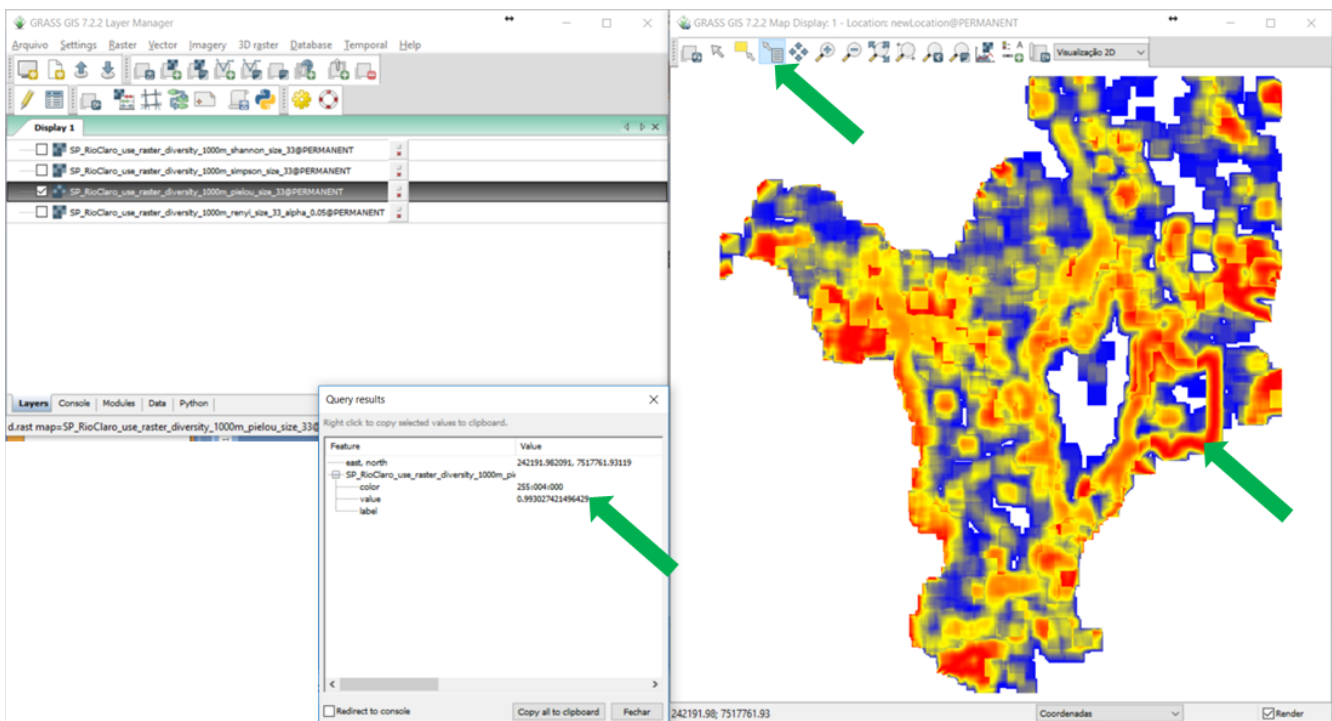 GRASS GIS 7.2.2 Layer Manager
Arquivo Settings Raster Vector Imagery 3D raster Database Temporal Help
Display 1
SP_RioClaro_use_raster_diversity_1000m_shannon_size_33@PERMANENT
SP_RioClaro_use_raster_diversity_1000m_simpson_size_33@PERMANENT
SP_RioClaro_use_raster_diversity_1000m_pielou_size_33@PERMANENT
SP_RioClaro_use_raster_diversity_1000m_renyi_size_33_alpha_0.05@PERMANENT
Layers Console Modules Data Python
d.rast map=SP_RioClaro_use_raster_diversity_1000m_pielou_size_33@
Query results
Right click to copy selected values to clipboard.
Feature Value
east, north 242191.982091, 7517761.93119
SP_RioClaro_use_raster_diversity_1000m_pie
color 255:004:000
value 0.993027421496429
label
Redirect to console Copy all to clipboard Fechar
GRASS GIS 7.2.2 Map Display: 1 - Location: newLocation@PERMANENT
Visualização 2D
242191.98; 7517761.93 Coordenadas Render